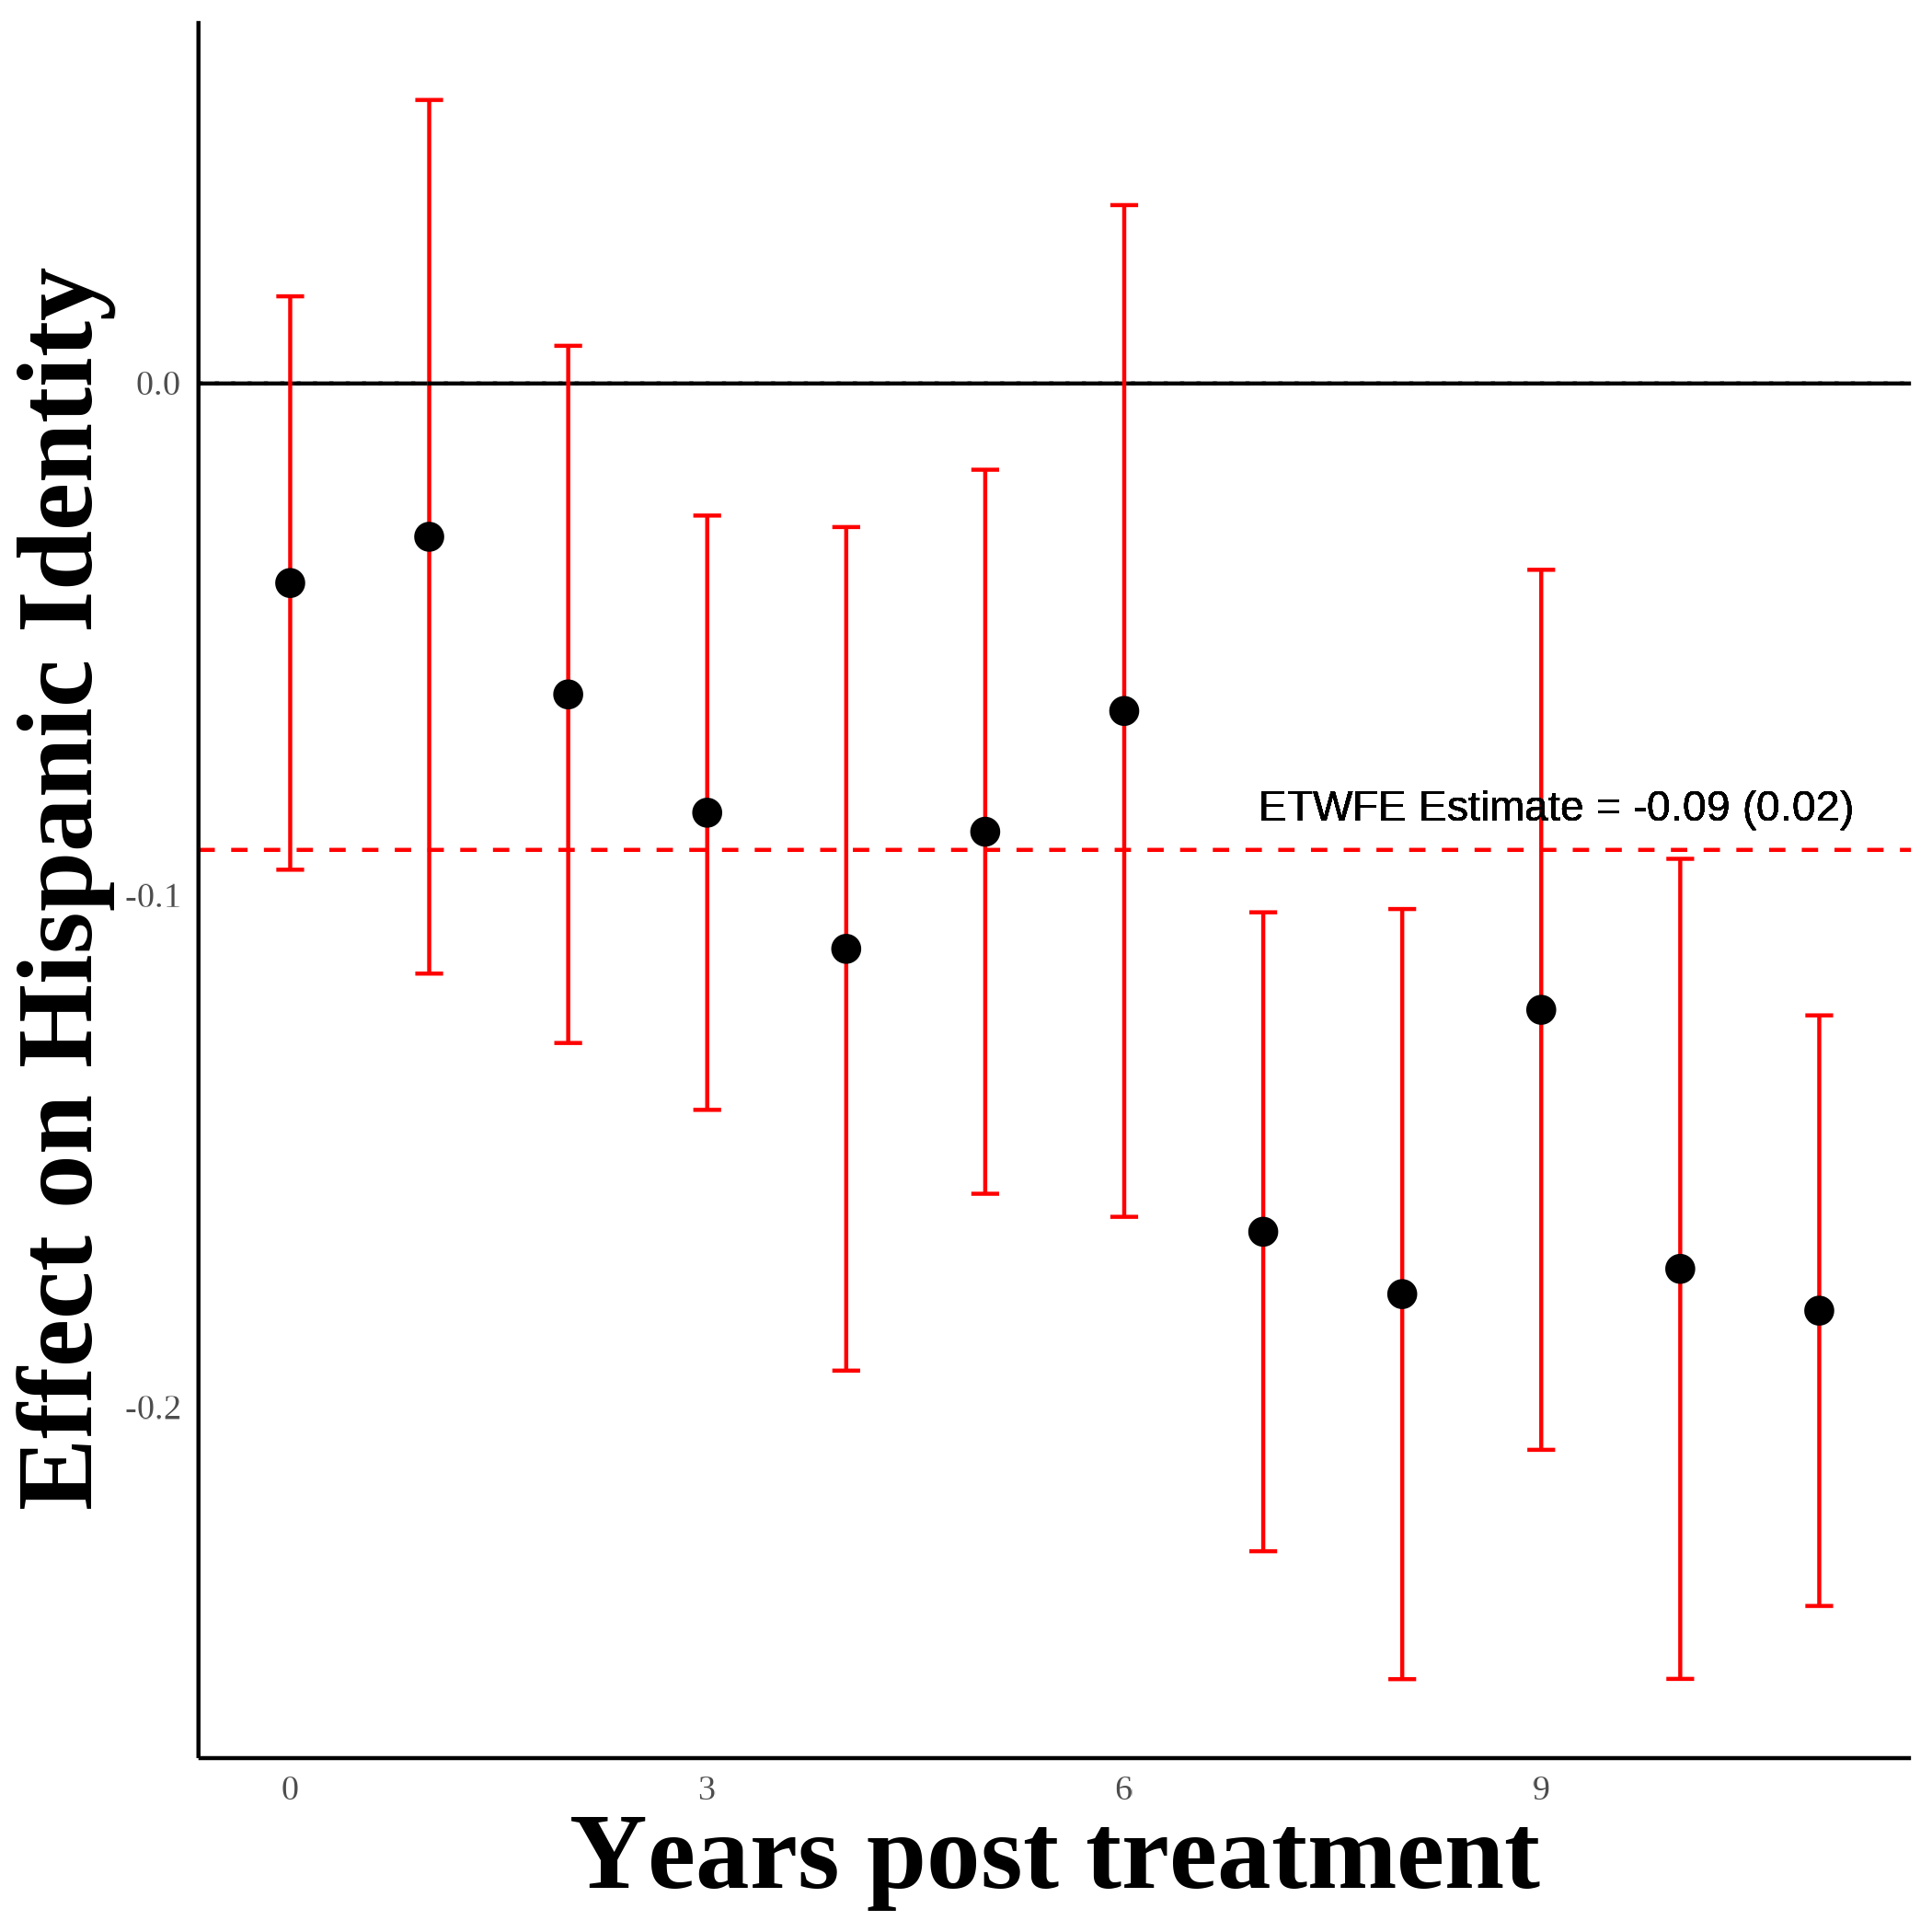 Effect on Hispanic Identity
0.0
-0.1
-0.2
ETWFE Estimate = -0.09 (0.02)
0 3 6 9
Years post treatment